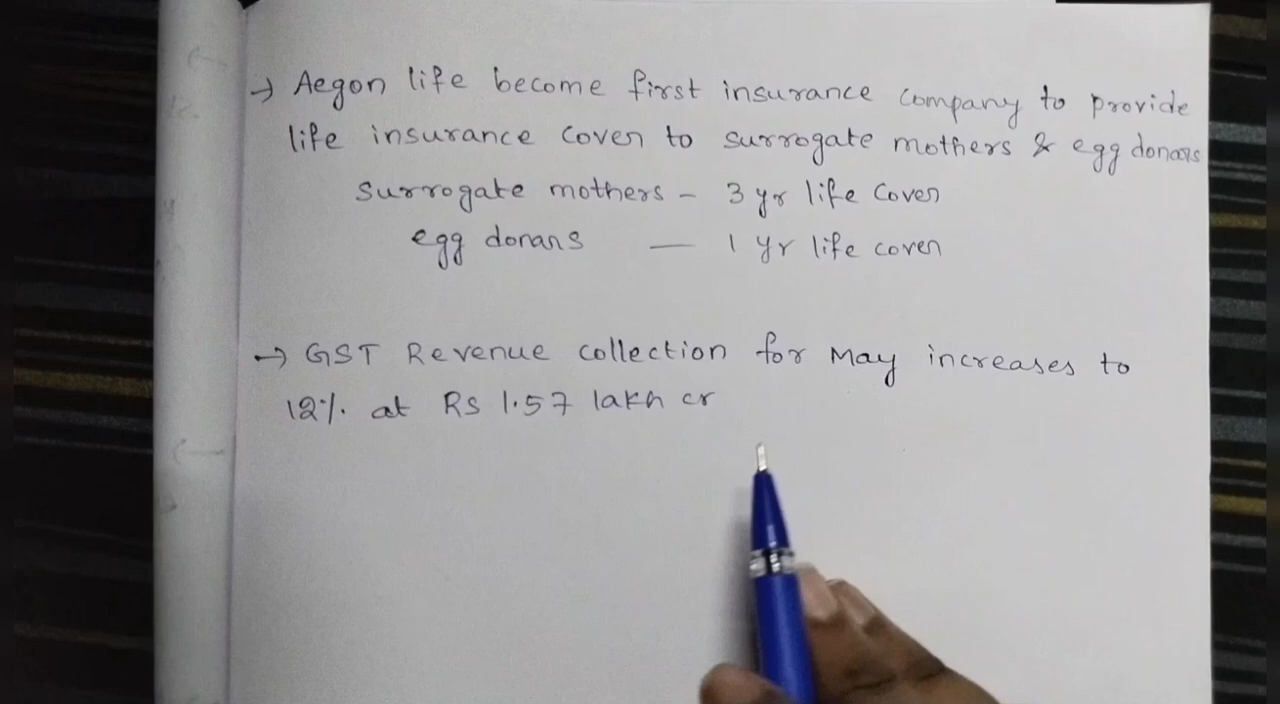 → Aegon life become first insurance company to provide
life insurance cover to surrogate mothers & egg donars
surrogate mothers - 3 yr life cover
egg donars — 1 yr life cover
→ GST Revenue collection for May increases to
12% at Rs 1.57 lakh cr